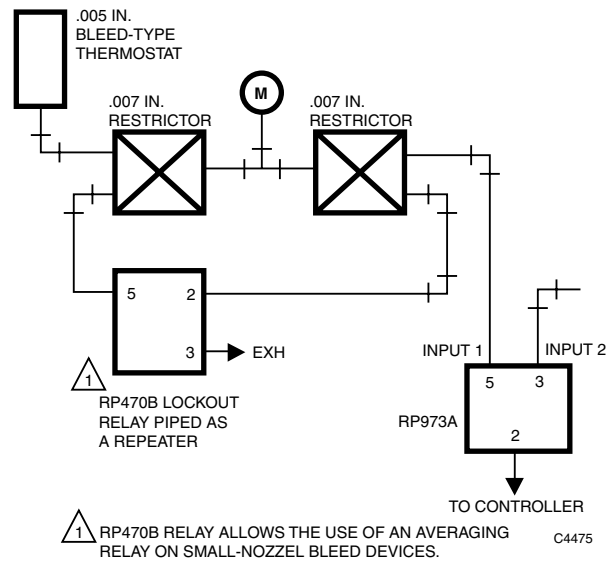 .005 IN.
BLEED-TYPE
THERMOSTAT
.007 IN.
RESTRICTOR
M
.007 IN.
RESTRICTOR
5
2
3
EXH
1
RP470B LOCKOUT
RELAY PIPED AS
A REPEATER
INPUT 1
INPUT 2
5
3
RP973A
2
TO CONTROLLER
1
RP470B RELAY ALLOWS THE USE OF AN AVERAGING
RELAY ON SMALL-NOZZEL BLEED DEVICES.
C4475